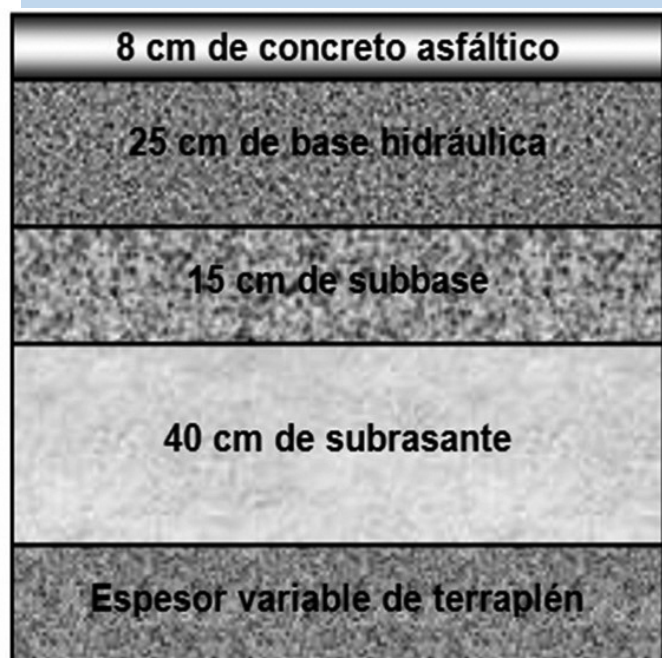 8 cm de concreto asfáltico
25 cm de base hidráulica
15 cm de subbase
40 cm de subrasante
Espesor variable de terraplén